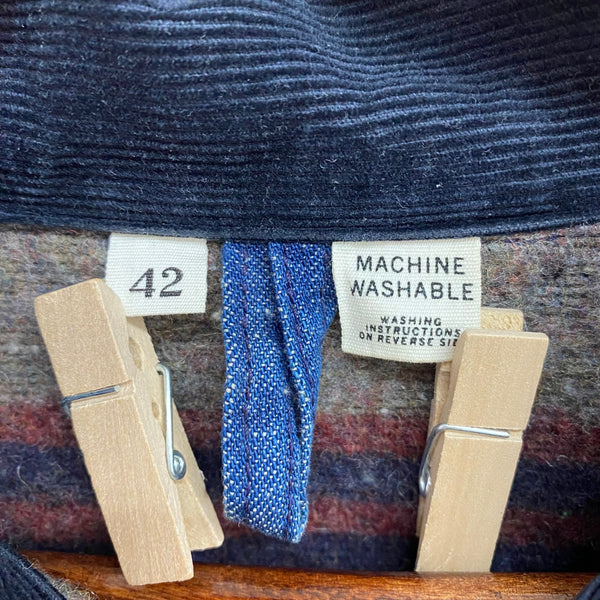 42
MACHINE
WASHABLE
WASHING
INSTRUCTIONS
ON REVERSE SIDE